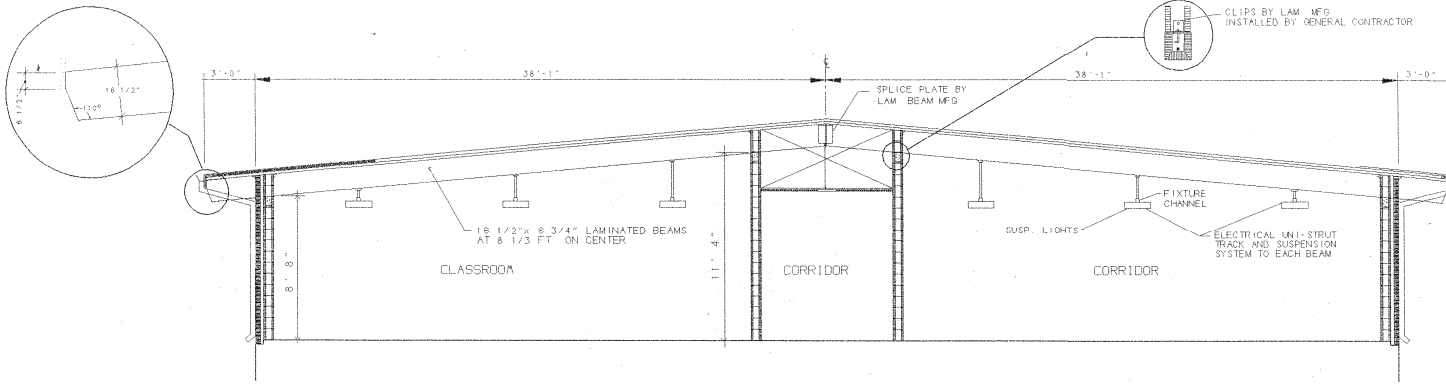 CLIPS BY LAM. MFG
INSTALLED BY GENERAL CONTRACTOR
3'-0"
38'-1"
℄
38'-1"
3'-0"
16 1/2"
6 1/2"
110°
SPLICE PLATE BY
LAM. BEAM MFG
FIXTURE
CHANNEL
SUSP. LIGHTS
ELECTRICAL UNI-STRUT
TRACK AND SUSPENSION
SYSTEM TO EACH BEAM
16 1/2"x 6 3/4" LAMINATED BEAMS
AT 8 1/3 FT ON CENTER
8' 8"
CLASSROOM
11' 4"
CORRIDOR
CORRIDOR